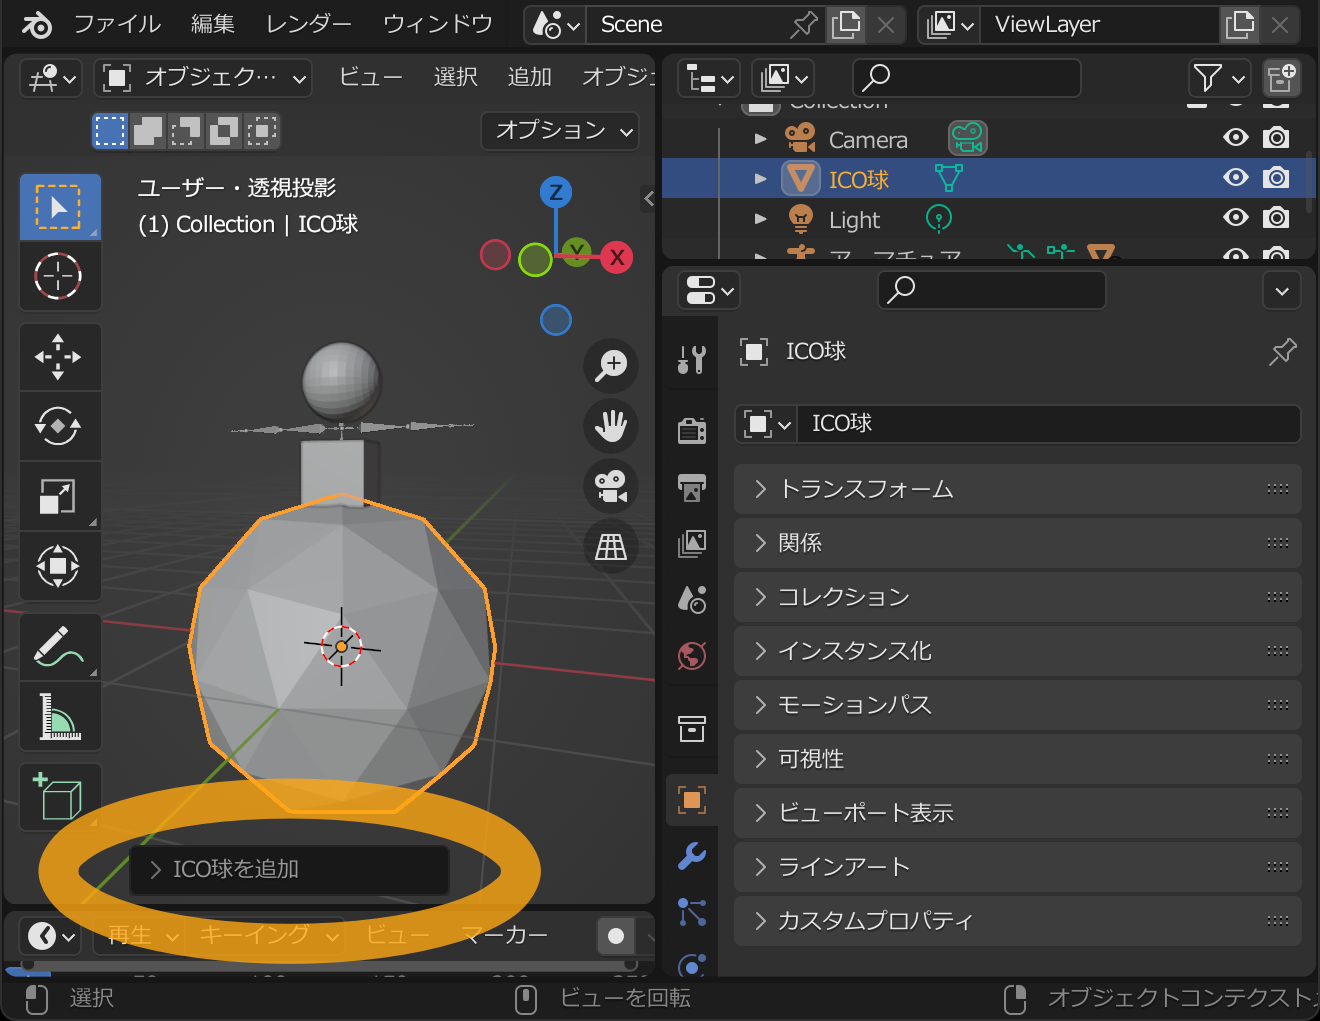 ファイル 編集 レンダー ウィンドウ Scene ViewLayer
オブジェク… ビュー 選択 追加
オプション
ユーザー・透視投影
(1) Collection | ICO球
Z
Y
X
Collection
Camera
ICO球
Light
アーマチュア
ICO球
ICO球
トランスフォーム
関係
コレクション
インスタンス化
モーションパス
可視性
ビューポート表示
ラインアート
カスタムプロパティ
ICO球を追加
再生 キーイング ビュー マーカー
選択 ビューを回転 オブジェクトコンテクスト